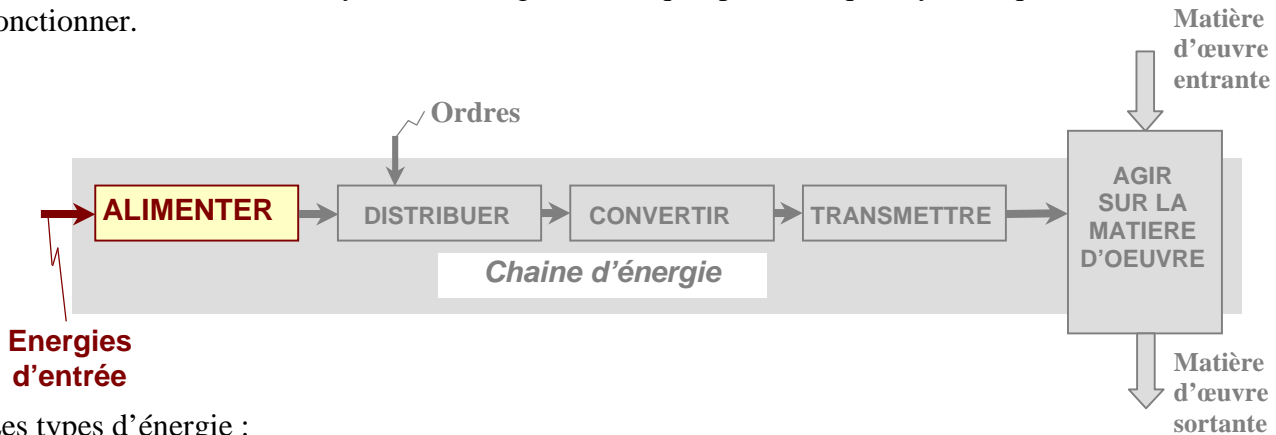 onctionner.
Matière
d’œuvre
entrante
Ordres
ALIMENTER
DISTRIBUER
CONVERTIR
TRANSMETTRE
AGIR
SUR LA
MATIERE
D’OEUVRE
Chaine d’énergie
Energies
d’entrée
Matière
d’œuvre
sortante
es types d’énergie :